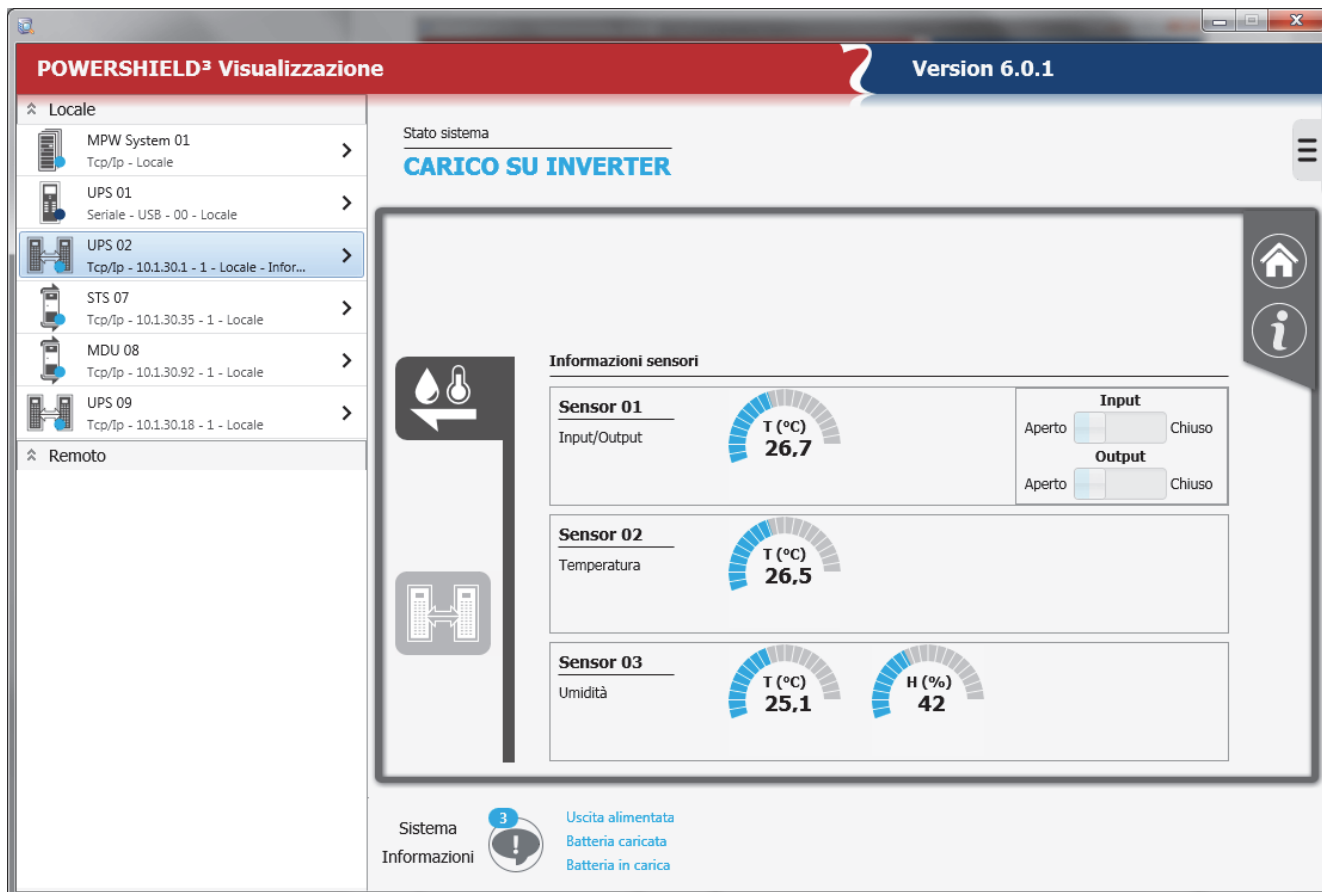 POWERSHIELD³ Visualizzazione
Version 6.0.1
Locale
MPW System 01
Tcp/Ip - Locale
UPS 01
Seriale - USB - 00 - Locale
UPS 02
Tcp/Ip - 10.1.30.1 - 1 - Locale - Infor...
STS 07
Tcp/Ip - 10.1.30.35 - 1 - Locale
MDU 08
Tcp/Ip - 10.1.30.92 - 1 - Locale
UPS 09
Tcp/Ip - 10.1.30.18 - 1 - Locale
Remoto
Stato sistema
CARICO SU INVERTER
Informazioni sensori
Sensor 01
Input/Output
T (°C)
26,7
Input
Aperto Chiuso
Output
Aperto Chiuso
Sensor 02
Temperatura
T (°C)
26,5
Sensor 03
Umidità
T (°C)
25,1
H (%)
42
Sistema
Informazioni
3
Uscita alimentata
Batteria caricata
Batteria in carica